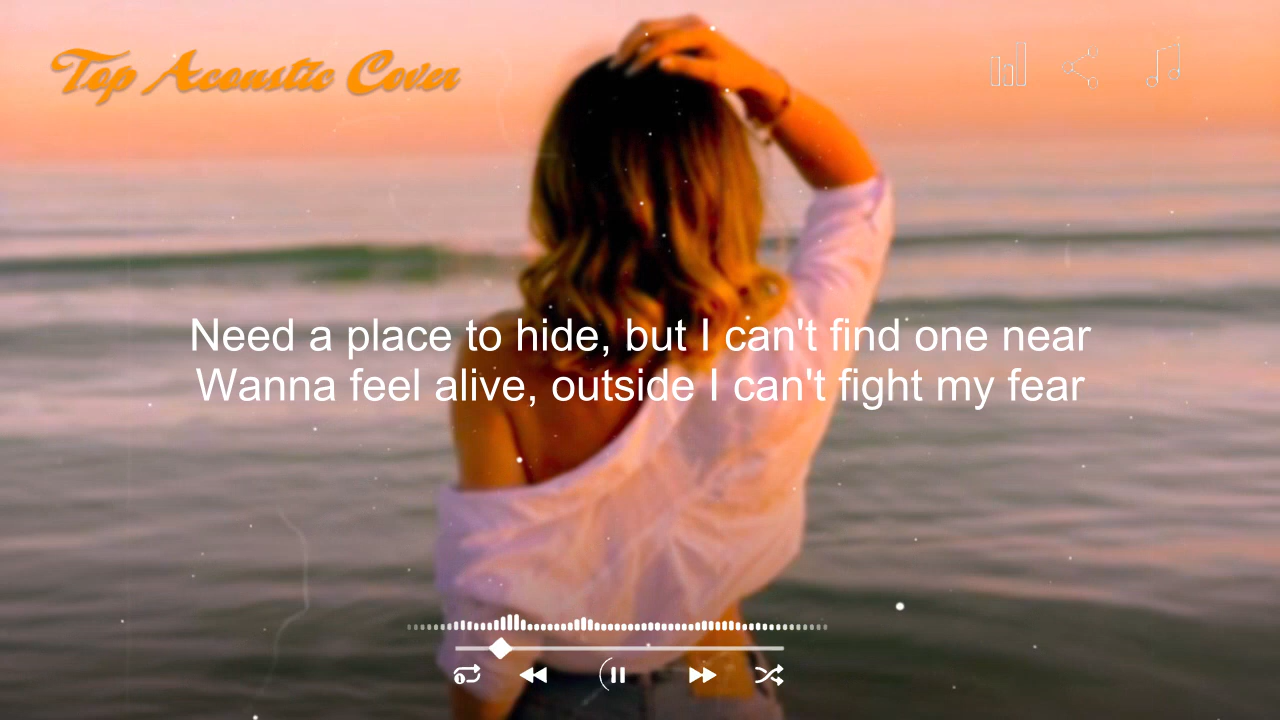 Top Acoustic Cover
Need a place to hide, but I can't find one near
Wanna feel alive, outside I can't fight my fear